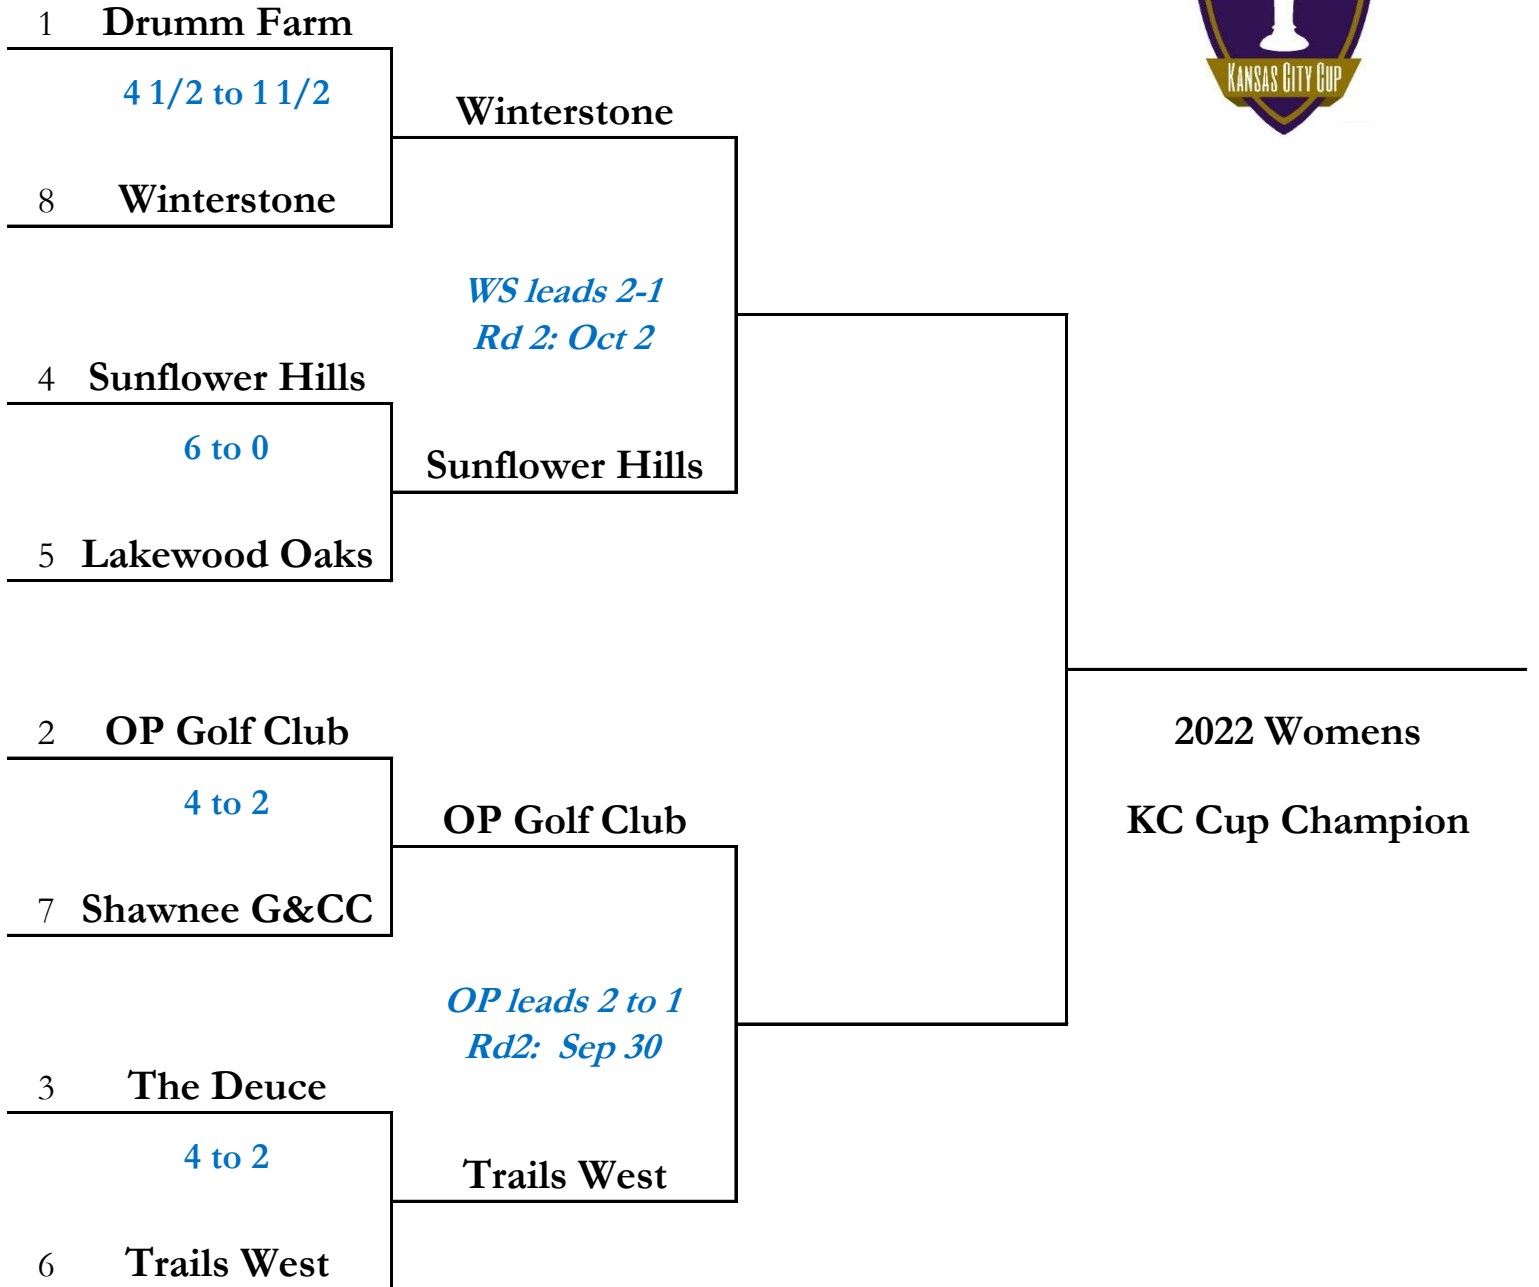 1 Drumm Farm
KANSAS CITY CUP
4 1/2 to 1 1/2
Winterstone
8 Winterstone
WS leads 2-1
Rd 2: Oct 2
4 Sunflower Hills
6 to 0
Sunflower Hills
5 Lakewood Oaks
2 OP Golf Club
2022 Womens
4 to 2
OP Golf Club
KC Cup Champion
7 Shawnee G&CC
OP leads 2 to 1
Rd2: Sep 30
3 The Deuce
4 to 2
Trails West
6 Trails West